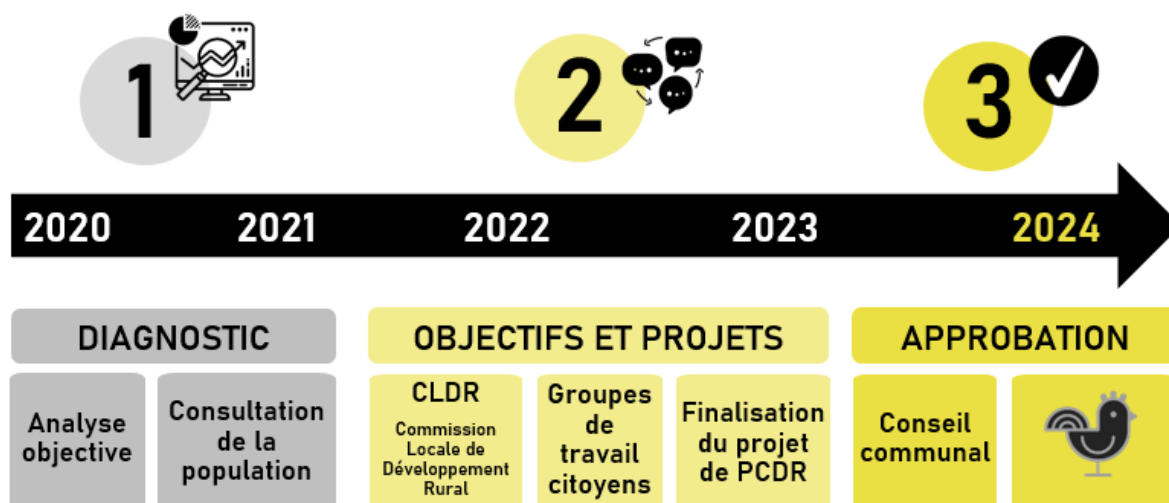 1
2
3
2020 2021 2022 2023 2024
DIAGNOSTIC
OBJECTIFS ET PROJETS
APPROBATION
Analyse
objective
Consultation
de la
population
CLDR
Commission
Locale de
Développement
Rural
Groupes
de
travail
citoyens
Finalisation
du projet
de PCDR
Conseil
communal